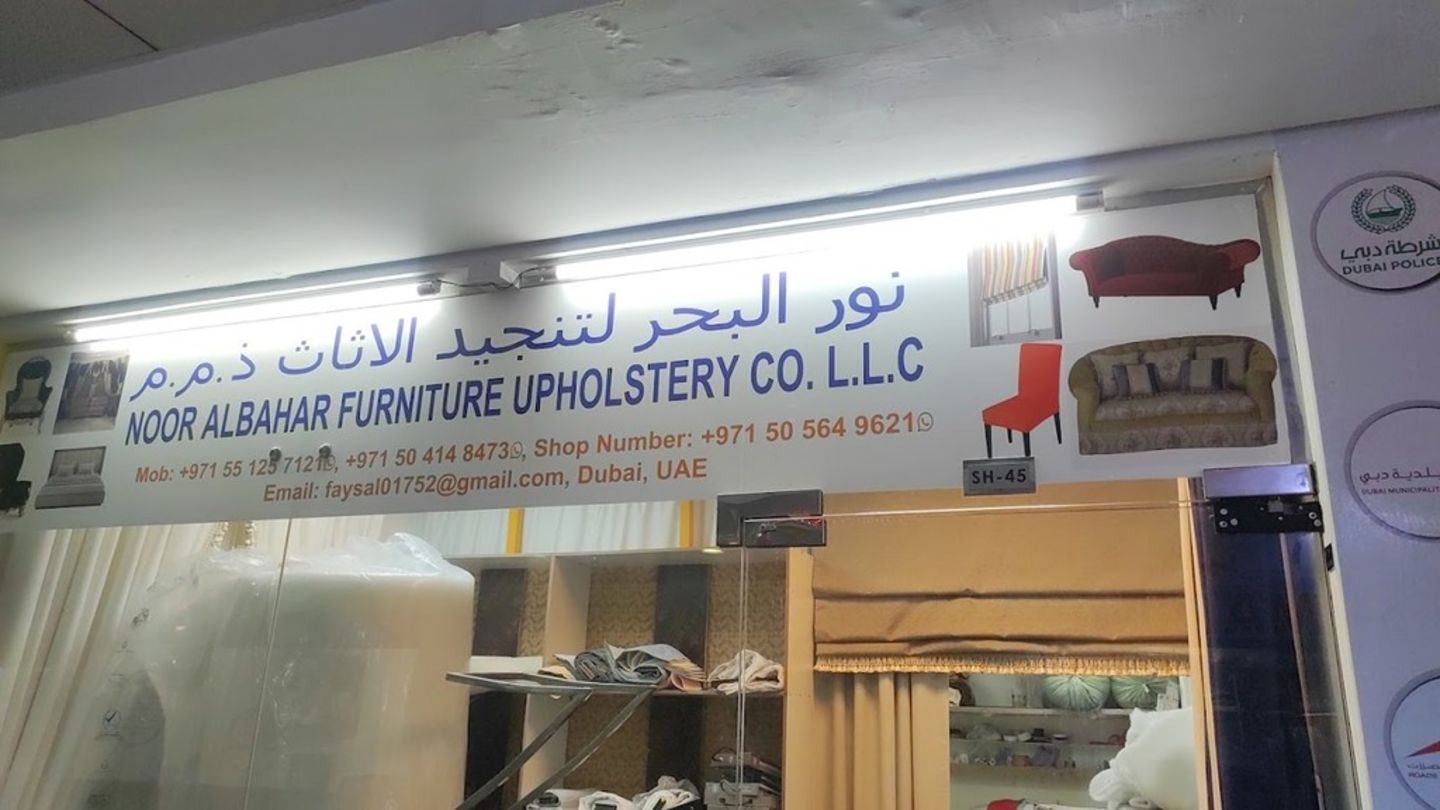 نور البحر لتنجيد الاثاث ذ.م.م
NOOR ALBAHAR FURNITURE UPHOLSTERY CO. L.L.C
Mob: +971 55 125 7121, +971 50 414 8473, Shop Number: +971 50 564 9621
Email: faysal01752@gmail.com, Dubai, UAE
SH-45
شرطة دبي
DUBAI POLICE
بلدية دبي
DUBAI MUNICIPALIT
ROADS